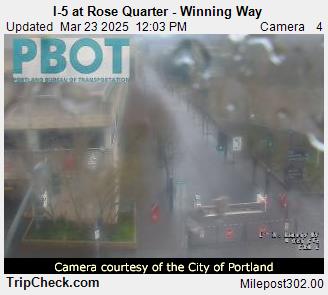 I-5 at Rose Quarter - Winning Way
Updated Mar 23 2025 12:03 PM Camera 4
PBOT
PORTLAND BUREAU OF TRANSPORTATION
Camera courtesy of the City of Portland
TripCheck.com Milepost302.00